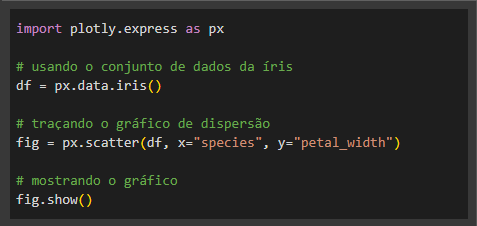 import plotly.express as px
# usando o conjunto de dados da íris
df = px.data.iris()
# traçando o gráfico de dispersão
fig = px.scatter(df, x="species", y="petal_width")
# mostrando o gráfico
fig.show()